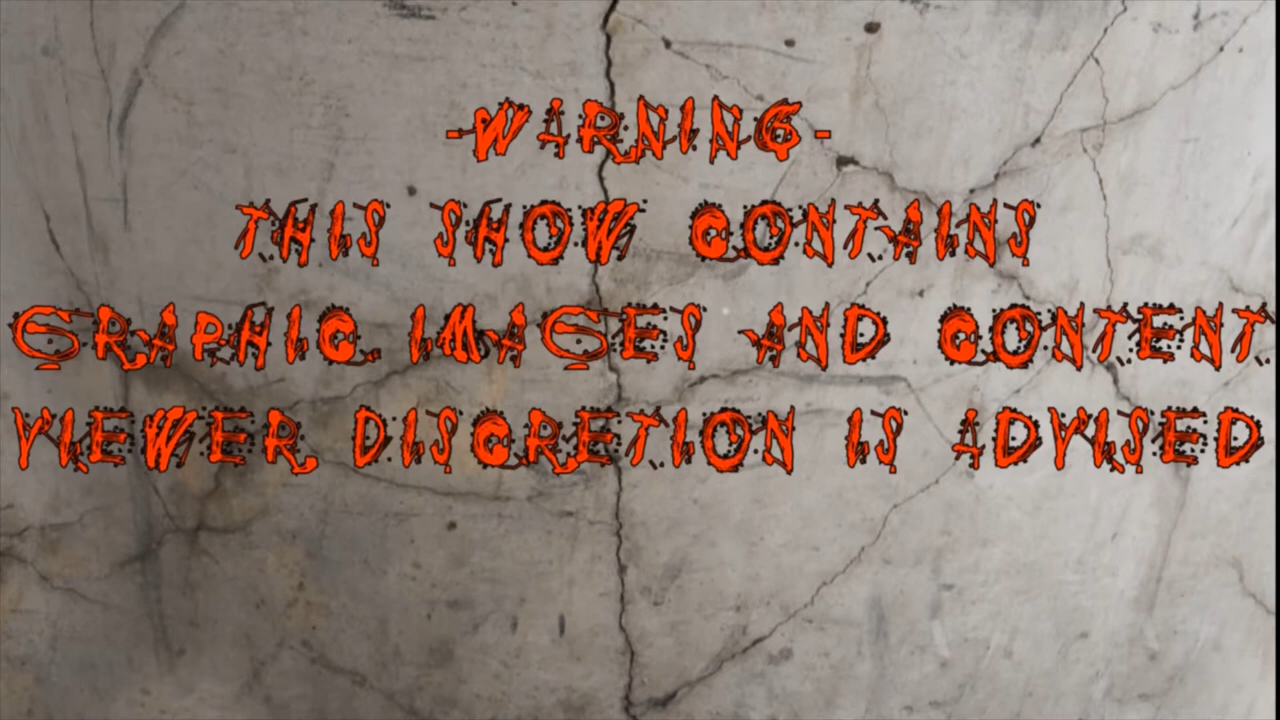 -WARNING-
THIS SHOW CONTAINS
GRAPHIC IMAGES AND CONTENT
VIEWER DISCRETION IS ADVISED